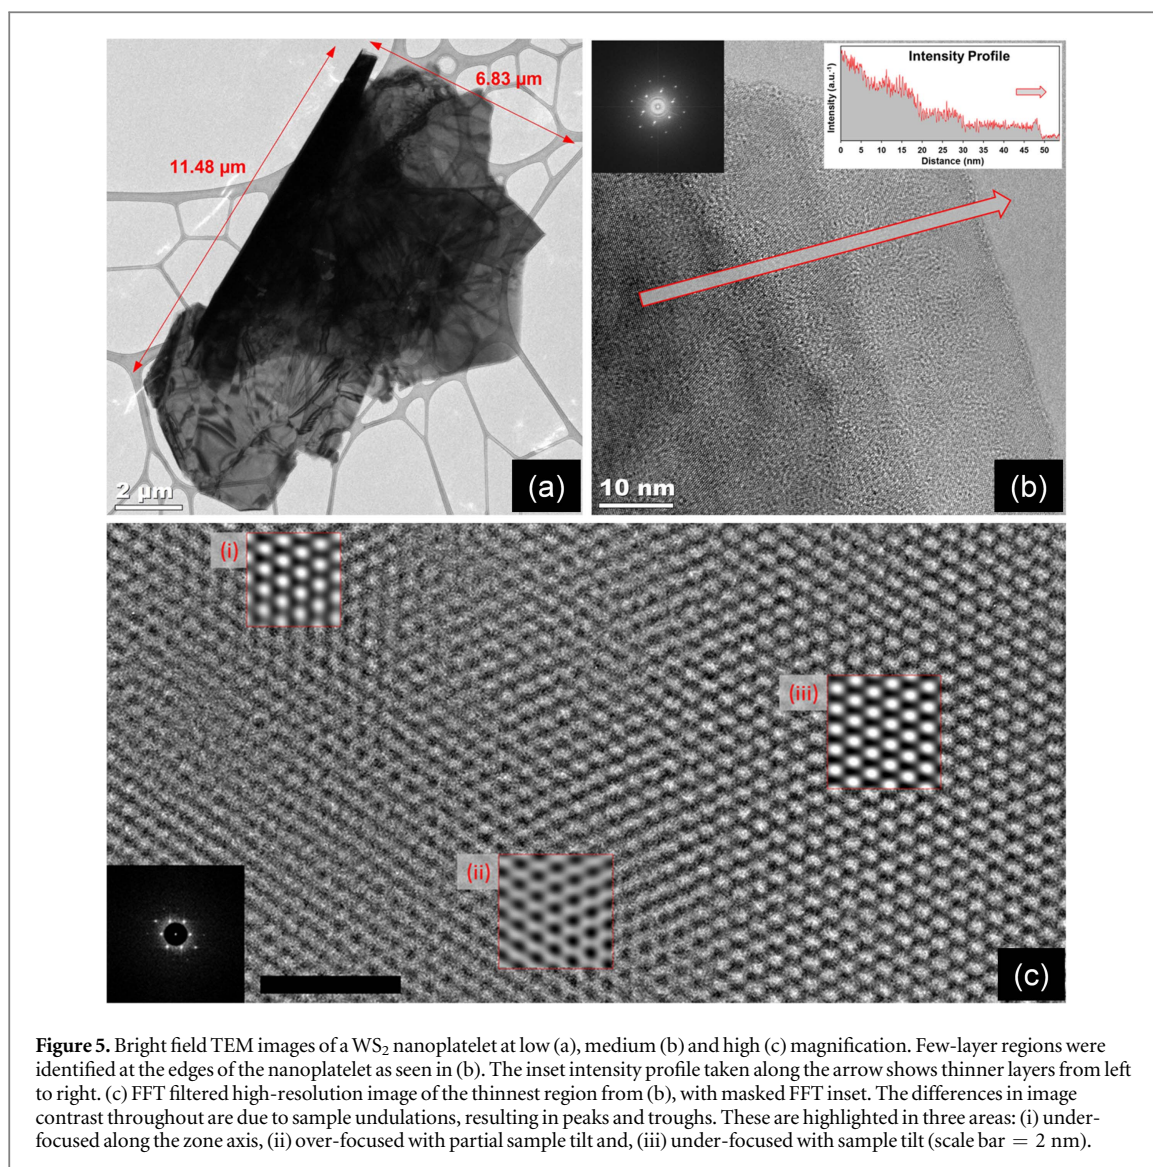 11.48 µm
6.83 µm
2 µm
(a)
Intensity Profile
Intensity (a.u.⁻¹)
0 5 10 15 20 25 30 35 40 45 50
Distance (nm)
10 nm
(b)
(i)
(ii)
(iii)
(c)
Figure 5. Bright field TEM images of a WS₂ nanoplatelet at low (a), medium (b) and high (c) magnification. Few-layer regions were
identified at the edges of the nanoplatelet as seen in (b). The inset intensity profile taken along the arrow shows thinner layers from left
to right. (c) FFT filtered high-resolution image of the thinnest region from (b), with masked FFT inset. The differences in image
contrast throughout are due to sample undulations, resulting in peaks and troughs. These are highlighted in three areas: (i) under-
focused along the zone axis, (ii) over-focused with partial sample tilt and, (iii) under-focused with sample tilt (scale bar = 2 nm).